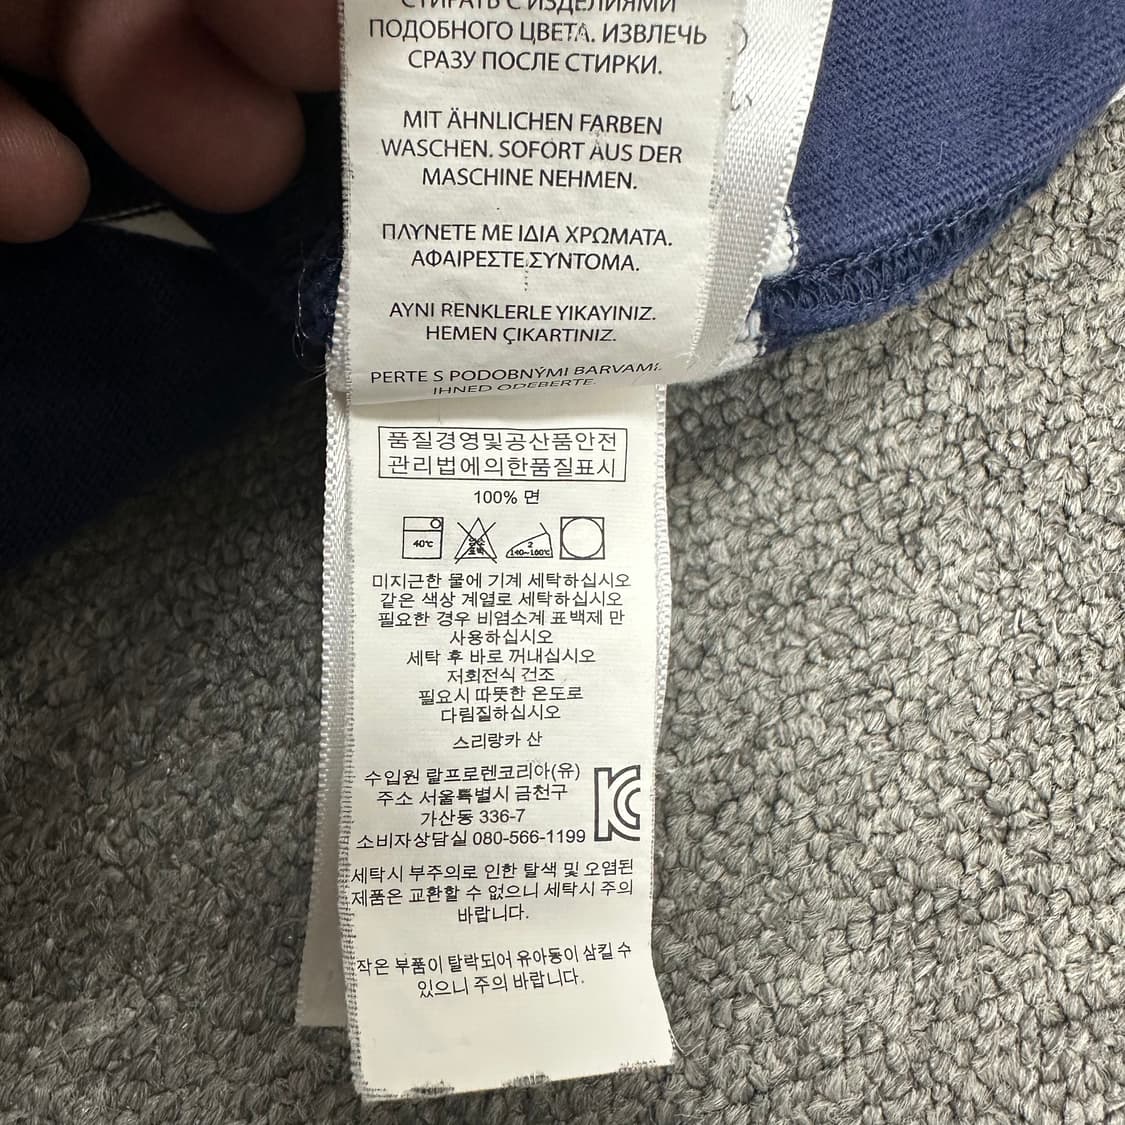 СТИРАТЬ С ИЗДЕЛИЯМИ
ПОДОБНОГО ЦВЕТА. ИЗВЛЕЧЬ
СРАЗУ ПОСЛЕ СТИРКИ.
MIT ÄHNLICHEN FARBEN
WASCHEN. SOFORT AUS DER
MASCHINE NEHMEN.
ΠΛΥΝΕΤΕ ΜΕ ΙΔΙΑ ΧΡΩΜΑΤΑ.
ΑΦΑΙΡΕΣΤΕ ΣΥΝΤΟΜΑ.
AYNI RENKLERLE YIKAYINIZ.
HEMEN ÇIKARTINIZ.
PERTE S PODOBNÝMI BARVAMI.
IHNED ODEBERTE.
품질경영및공산품안전
관리법에의한품질표시
100% 면
40℃ 염소 표백 2 140~160℃
미지근한 물에 기계 세탁하십시오
같은 색상 계열로 세탁하십시오
필요한 경우 비염소계 표백제 만
사용하십시오
세탁 후 바로 꺼내십시오
저회전식 건조
필요시 따뜻한 온도로
다림질하십시오
스리랑카 산
수입원 랄프로렌코리아(유)
주소 서울특별시 금천구
가산동 336-7
소비자상담실 080-566-1199
세탁시 부주의로 인한 탈색 및 오염된
제품은 교환할 수 없으니 세탁시 주의
바랍니다.
작은 부품이 탈락되어 유아동이 삼킬 수
있으니 주의 바랍니다.